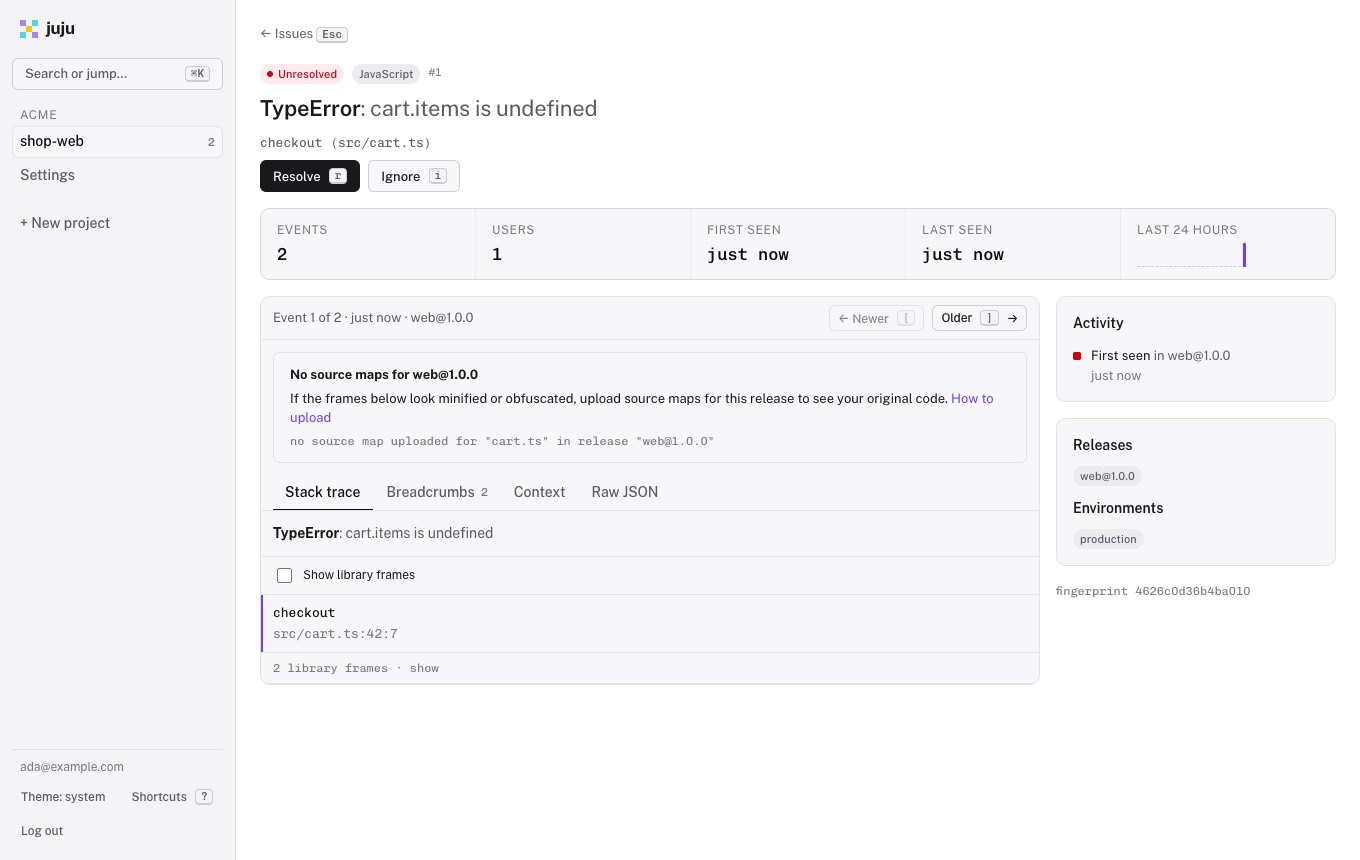 juju
Search or jump... ⌘K
ACME
shop-web 2
Settings
+ New project
ada@example.com
Theme: system Shortcuts ?
Log out
← Issues Esc
Unresolved JavaScript #1
TypeError: cart.items is undefined
checkout (src/cart.ts)
Resolve r Ignore i
EVENTS USERS FIRST SEEN LAST SEEN LAST 24 HOURS
2 1 just now just now
Event 1 of 2 · just now · web@1.0.0 ← Newer [ Older ] →
No source maps for web@1.0.0
If the frames below look minified or obfuscated, upload source maps for this release to see your original code. How to
upload
no source map uploaded for "cart.ts" in release "web@1.0.0"
Stack trace Breadcrumbs 2 Context Raw JSON
TypeError: cart.items is undefined
Show library frames
checkout
src/cart.ts:42:7
2 library frames · show
Activity
First seen in web@1.0.0
just now
Releases
web@1.0.0
Environments
production
fingerprint 4626c0d36b4ba010